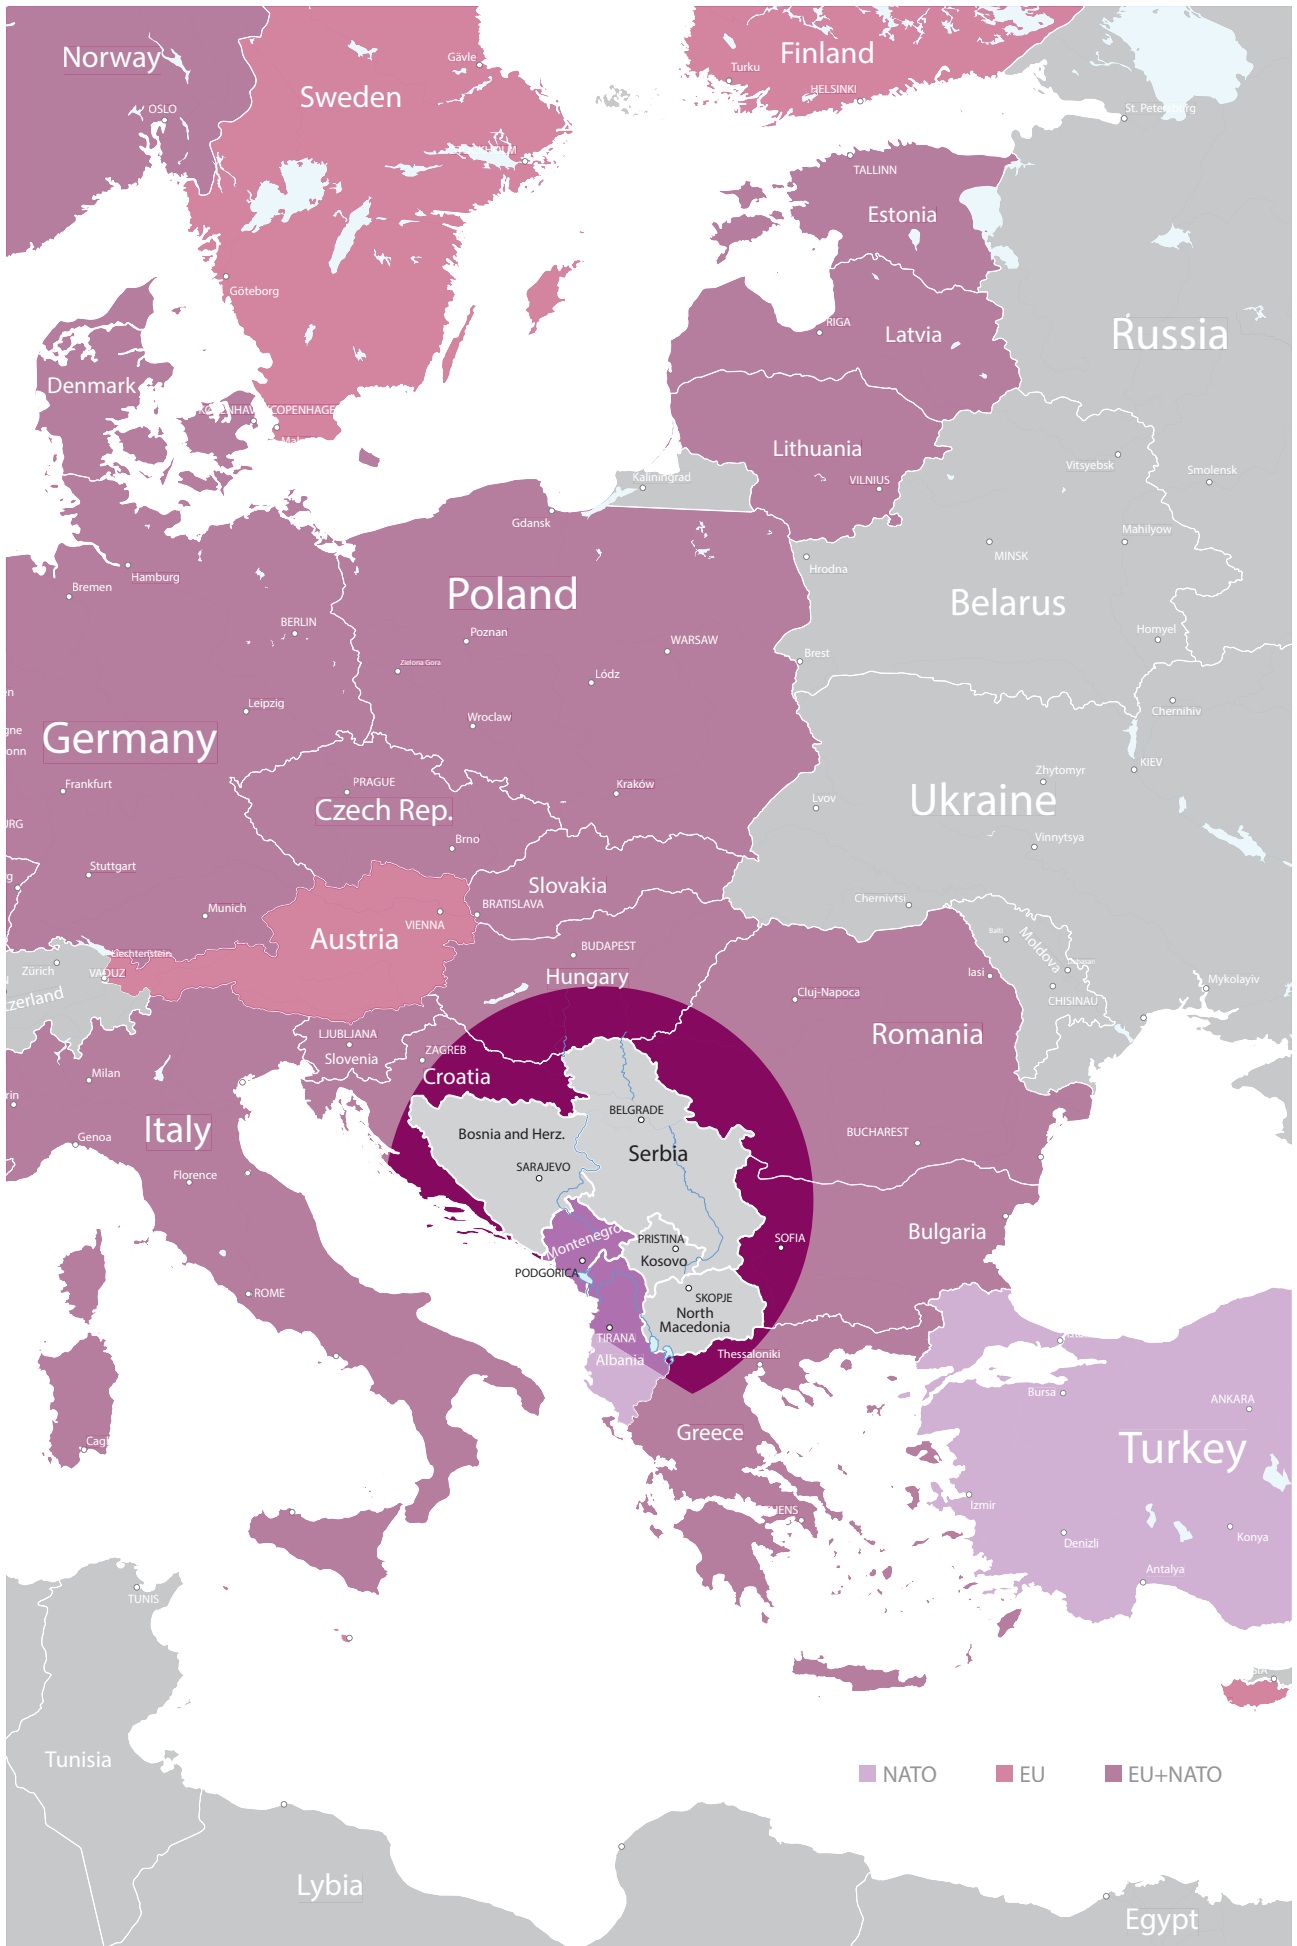 Norway
OSLO
Sweden
Gävle
Göteborg
Finland
Turku
HELSINKI
St. Petersburg
TALLINN
Estonia
RIGA
Latvia
Russia
Denmark
Lithuania
VILNIUS
Kaliningrad
Vitsyebsk
Smolensk
Mahilyow
MINSK
Hrodna
Belarus
Homyel
Brest
Gdansk
Hamburg
Bremen
BERLIN
Poland
Poznan
WARSAW
Zielona Gora
Lódz
Leipzig
Wroclaw
Germany
Frankfurt
PRAGUE
Czech Rep.
Kraków
Brno
Chernihiv
KIEV
Zhytomyr
Lvov
Ukraine
Vinnytsya
Stuttgart
Munich
Slovakia
BRATISLAVA
VIENNA
Austria
Chernivtsi
Balti
Moldova
CHISINAU
Iasi
Mykolayiv
Liechtenstein
VADUZ
Zürich
tzerland
BUDAPEST
Hungary
Cluj-Napoca
Romania
LJUBLJANA
Slovenia
ZAGREB
Croatia
Milan
Genoa
Italy
Florence
BELGRADE
Bosnia and Herz.
SARAJEVO
Serbia
BUCHAREST
Bulgaria
SOFIA
Montenegro
PRISTINA
Kosovo
PODGORICA
SKOPJE
North
Macedonia
ROME
TIRANA
Albania
Thessaloniki
Greece
Bursa
ANKARA
Turkey
Izmir
Denizli
Konya
Antalya
TUNIS
Tunisia
NATO
EU
EU+NATO
Lybia
Egypt